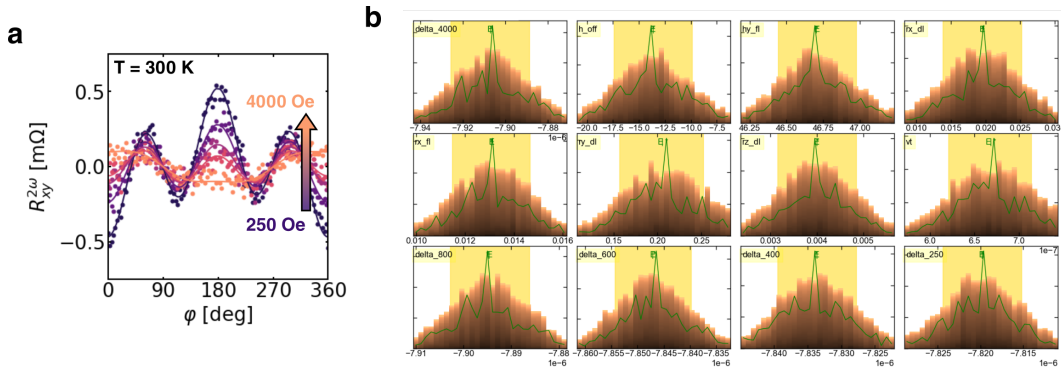 a
T = 300 K
4000 Oe
250 Oe
0.5
0.0
−0.5
R_{xy}^{2ω} [mΩ]
0 90 180 270 360
φ [deg]
b
delta_4000
−7.94 −7.92 −7.90 −7.88
1e−6
h_off
−20.0 −17.5 −15.0 −12.5 −10.0 −7.5
hy_fl
46.25 46.50 46.75 47.00
rx_dl
0.010 0.015 0.020 0.025
rx_fl
0.010 0.012 0.014 0.016
ry_dl
0.15 0.20 0.25
rz_dl
0.003 0.004 0.005
vt
6.0 6.5 7.0
1e−7
delta_800
−7.91 −7.90 −7.89 −7.88
1e−6
delta_600
−7.860 −7.855 −7.850 −7.845 −7.840 −7.835
1e−6
delta_400
−7.840 −7.835 −7.830 −7.825
1e−6
delta_250
−7.825 −7.820 −7.815
1e−6